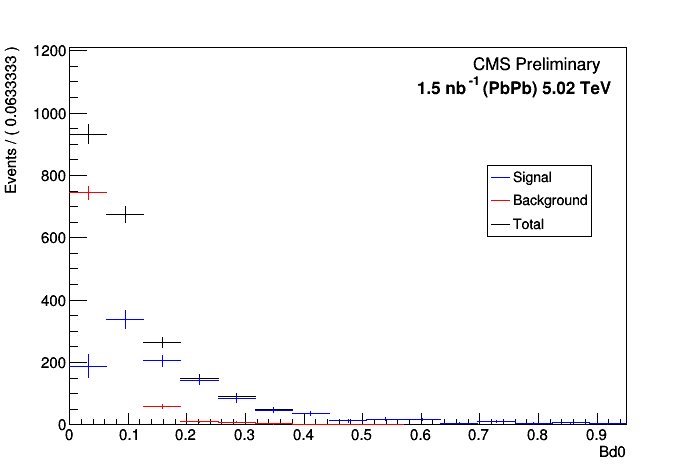 CMS Preliminary
1.5 nb-1 (PbPb) 5.02 TeV
Events / ( 0.0633333 )
1200
1000
800
600
400
200
0
Signal
Background
Total
0 0.1 0.2 0.3 0.4 0.5 0.6 0.7 0.8 0.9
Bd0